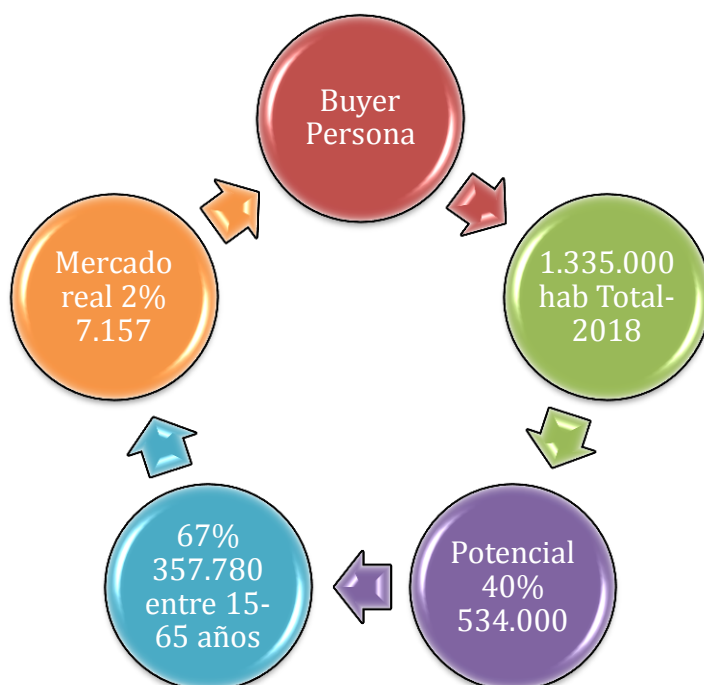 Buyer
Persona
1.335.000
hab Total-
2018
Potencial
40%
534.000
67%
357.780
entre 15-
65 años
Mercado
real 2%
7.157